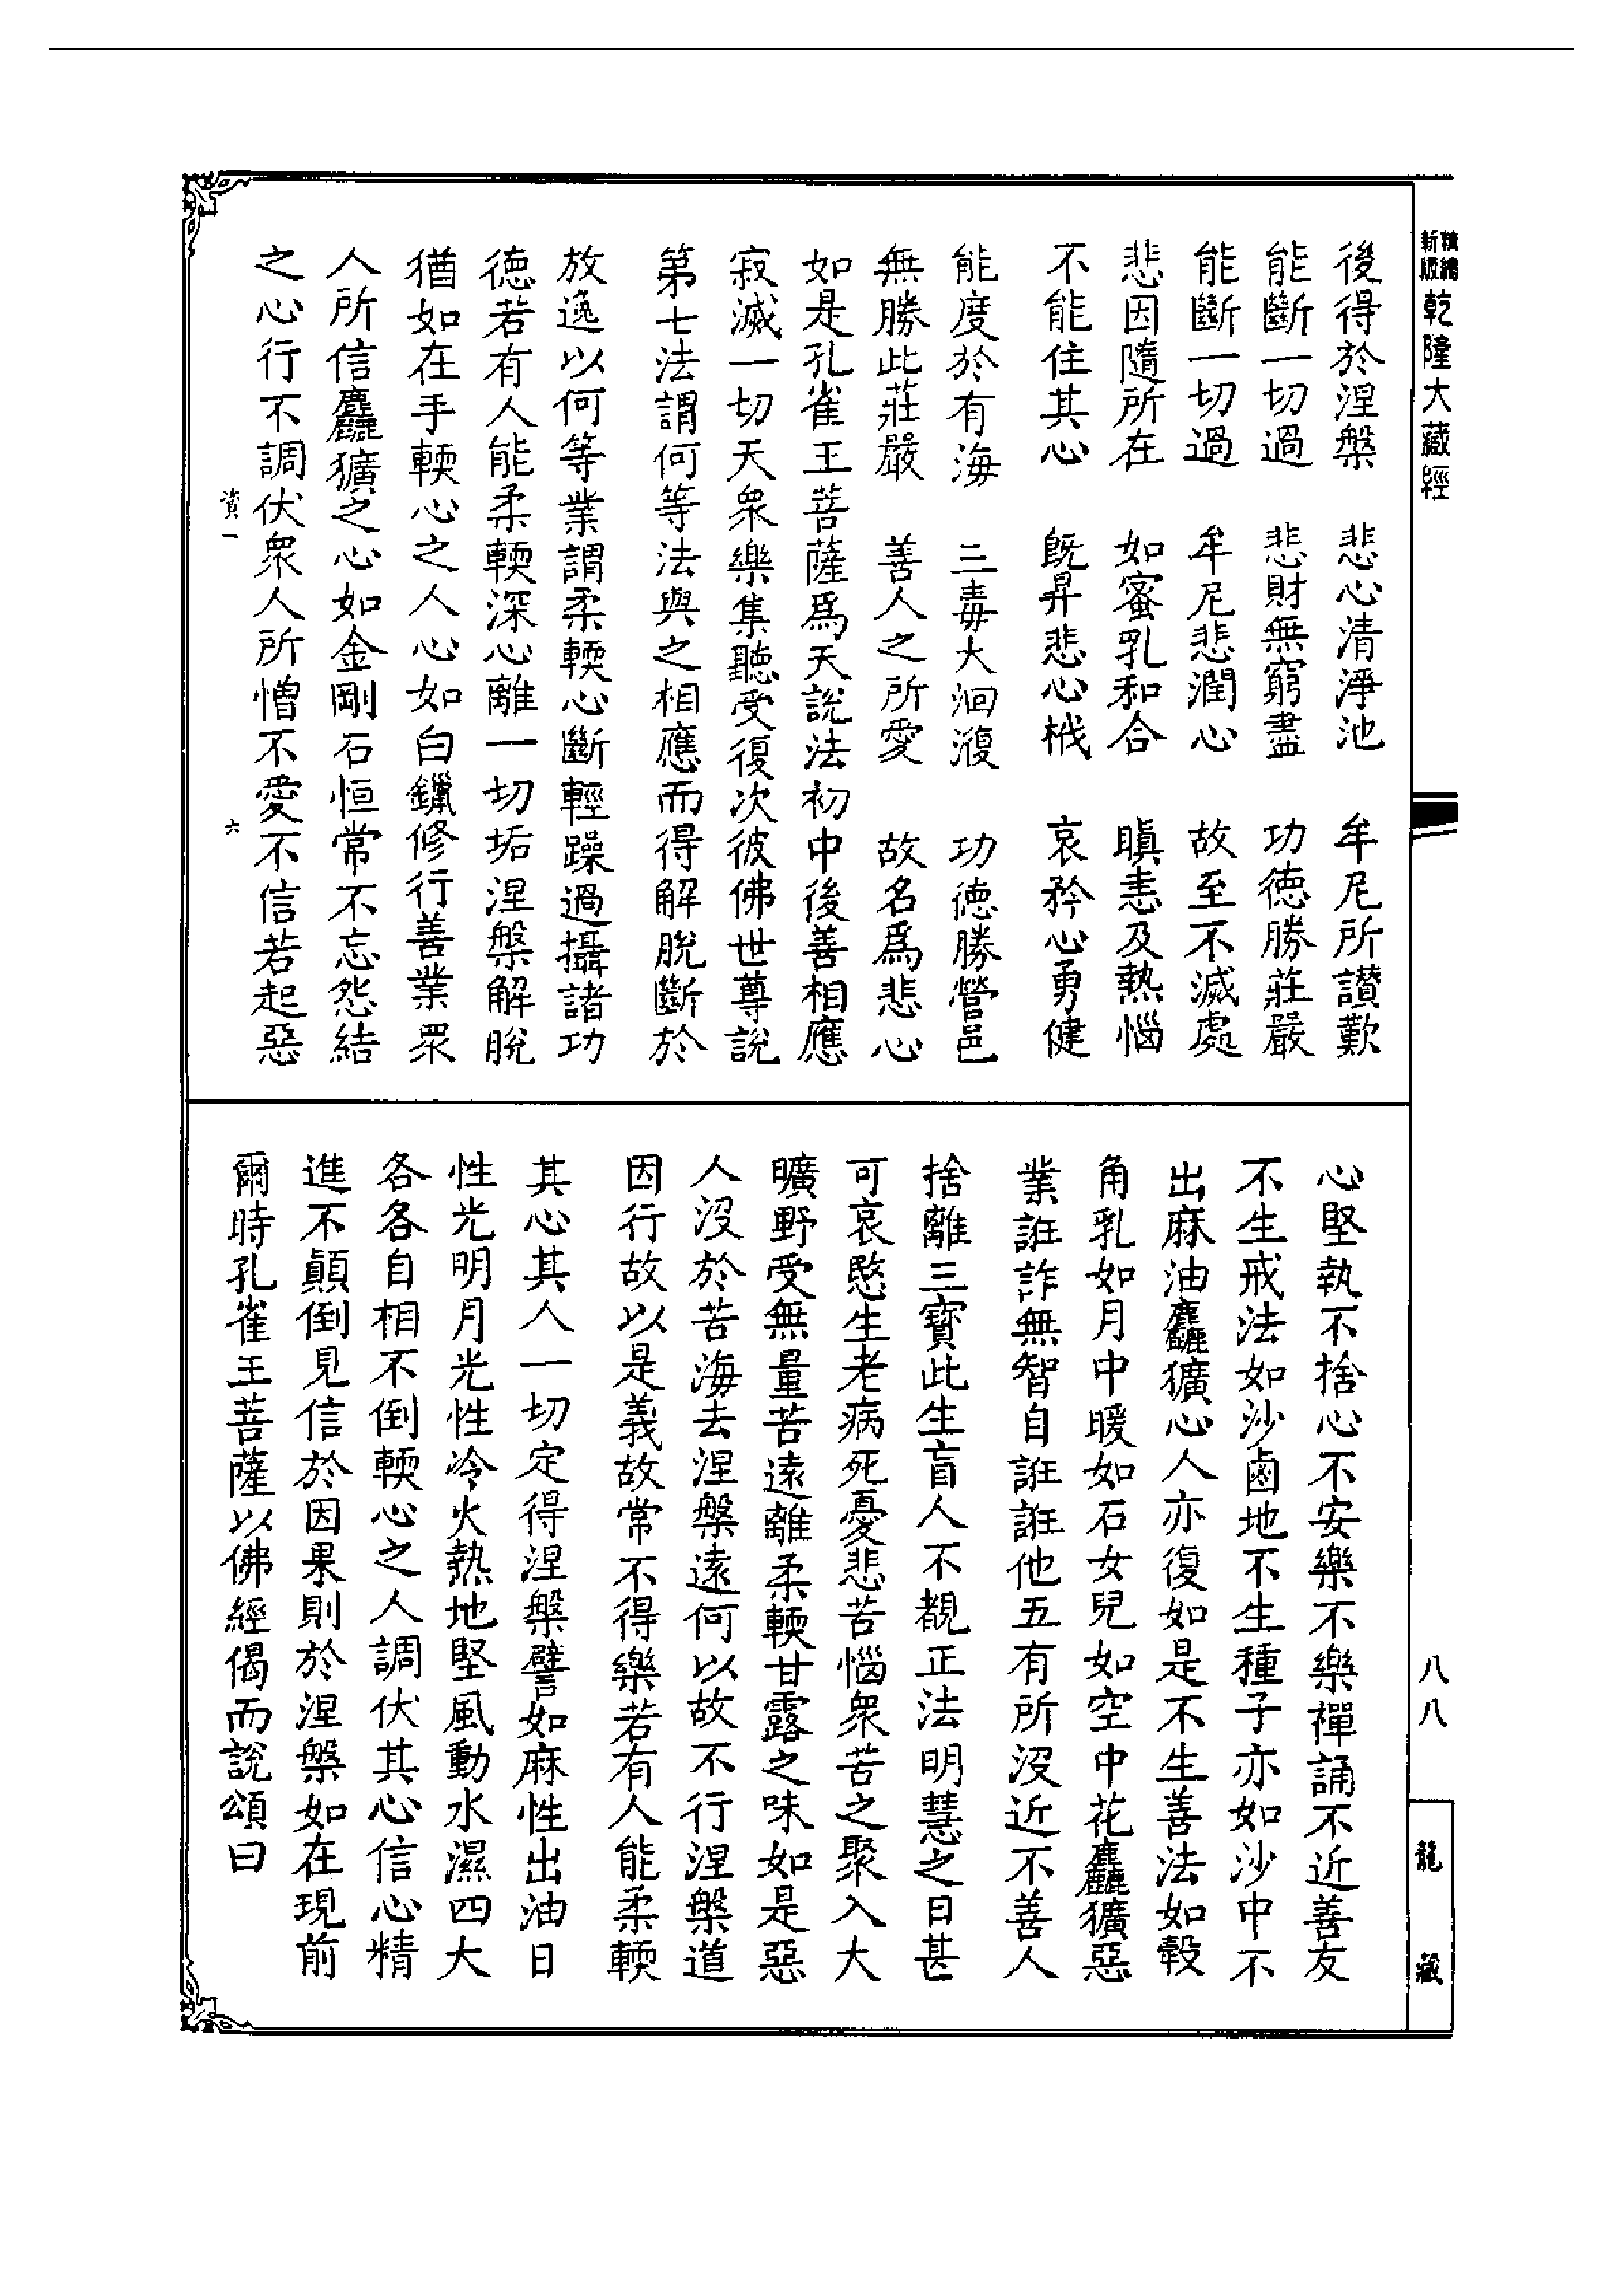 精繕新版 乾隆大藏經
後得於涅槃 悲心清淨池 牟尼所讃歎
能斷一切過 悲財無窮盡 功德勝莊嚴
能斷一切過 牟尼悲潤心 故至不滅處
悲因隨所在 如蜜乳和合 瞋恚及熱惱
不能住其心 旣昇悲心栰 哀矜心勇健
能度於有海 三毒大洄澓 功德勝營邑
無勝此莊嚴 善人之所愛 故名爲悲心
如是孔雀王菩薩爲天說法初中後善相應
寂滅一切天衆樂集聽受復次彼佛世尊說
第七法謂何等法與之相應而得解脫斷於
放逸以何等業謂柔輭心斷輕躁過攝諸功
德若有人能柔輭深心離一切垢涅槃解脫
猶如在手輭心之人心如白鑞修行善業眾
人所信麤獷之心如金剛石恒常不忘怨結
之心行不調伏衆人所憎不愛不信若起惡
資一 六
心堅執不捨心不安樂不樂禪誦不近善友
不生戒法如沙鹵地不生種子亦如沙中不
出麻油麤獷心人亦復如是不生善法如㲉
角乳如月中暖如石女兒如空中花麤獷惡
業誑詐無智自誑誑他五有所沒近不善人
捨離三寶此生盲人不覩正法明慧之日甚
可哀愍生老病死憂悲苦惱衆苦之聚入大
曠野受無量苦遠離柔輭甘露之味如是惡
人沒於苦海去涅槃遠何以故不行涅槃道
因行故以是義故常不得樂若有人能柔輭
其心其人一切定得涅槃譬如麻性出油日
性光明月光性冷火熱地堅風動水濕四大
各各自相不倒輭心之人調伏其心信心精
進不顛倒見信於因果則於涅槃如在現前
爾時孔雀王菩薩以佛經偈而說頌曰
八八
龍藏